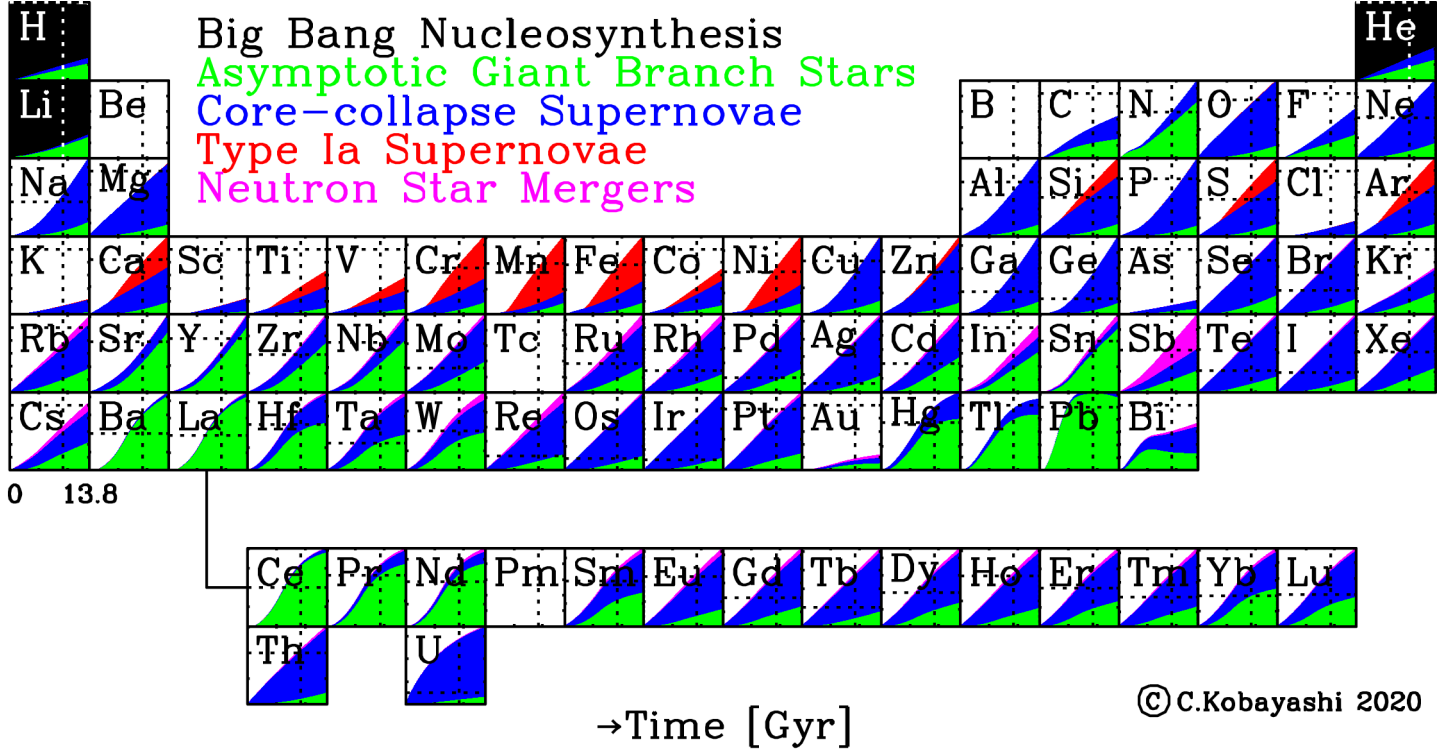 H He
Big Bang Nucleosynthesis
Asymptotic Giant Branch Stars
Li Be B C N O F Ne
Core-collapse Supernovae
Type Ia Supernovae
Na Mg Al Si P S Cl Ar
Neutron Star Mergers
K Ca Sc Ti V Cr Mn Fe Co Ni Cu Zn Ga Ge As Se Br Kr
Rb Sr Y Zr Nb Mo Tc Ru Rh Pd Ag Cd In Sn Sb Te I Xe
Cs Ba La Hf Ta W Re Os Ir Pt Au Hg Tl Pb Bi
0 13.8
Ce Pr Nd Pm Sm Eu Gd Tb Dy Ho Er Tm Yb Lu
Th U
© C.Kobayashi 2020
→Time [Gyr]